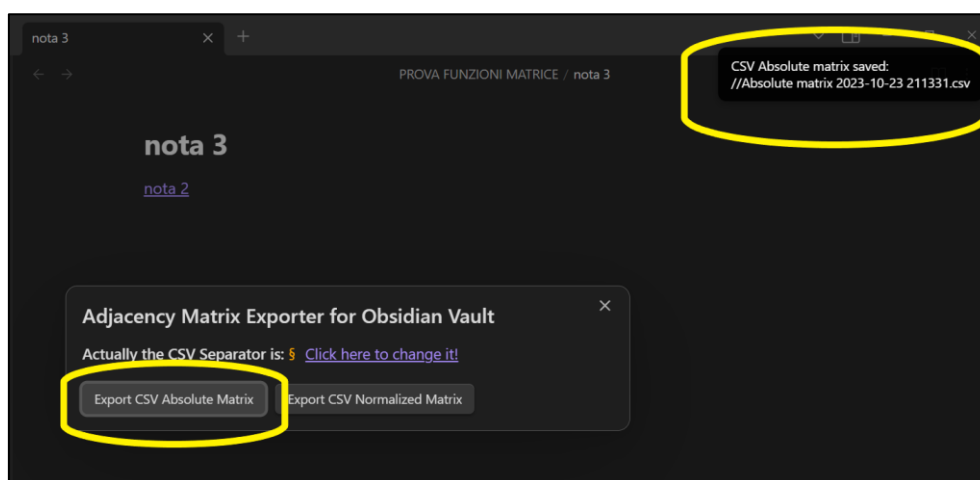 nota 3
PROVA FUNZIONI MATRICE / nota 3
CSV Absolute matrix saved:
//Absolute matrix 2023-10-23 211331.csv
nota 3
nota 2
Adjacency Matrix Exporter for Obsidian Vault
Actually the CSV Separator is: § Click here to change it!
Export CSV Absolute Matrix
Export CSV Normalized Matrix